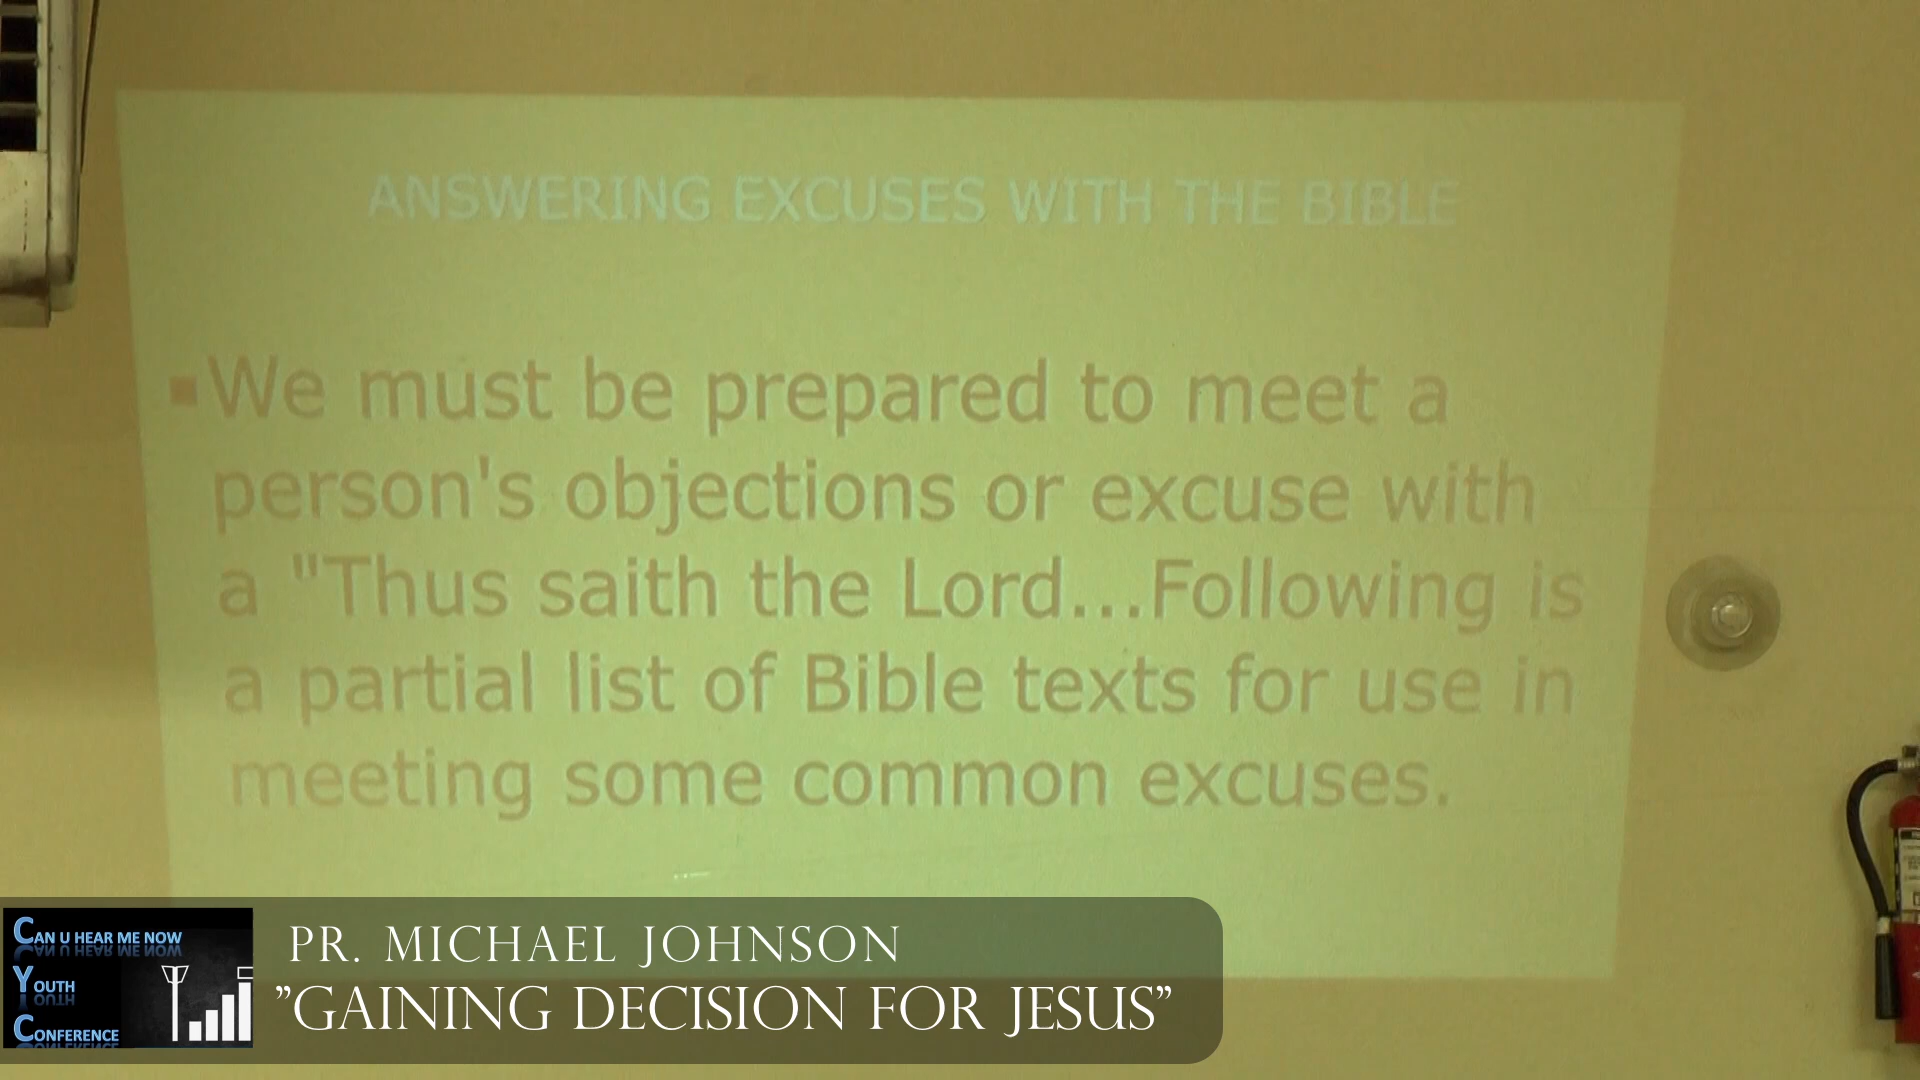 ANSWERING EXCUSES WITH THE BIBLE
▪We must be prepared to meet a
person's objections or excuse with
a "Thus saith the Lord...Following is
a partial list of Bible texts for use in
meeting some common excuses.
CAN U HEAR ME NOW
YOUTH
CONFERENCE
PR. MICHAEL JOHNSON
"GAINING DECISION FOR JESUS"